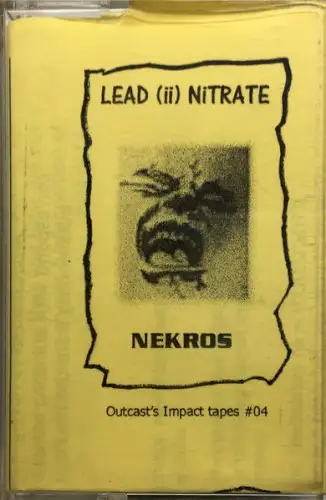 LEAD (ii) NiTRATE
NEKROS
Outcast's Impact tapes #04